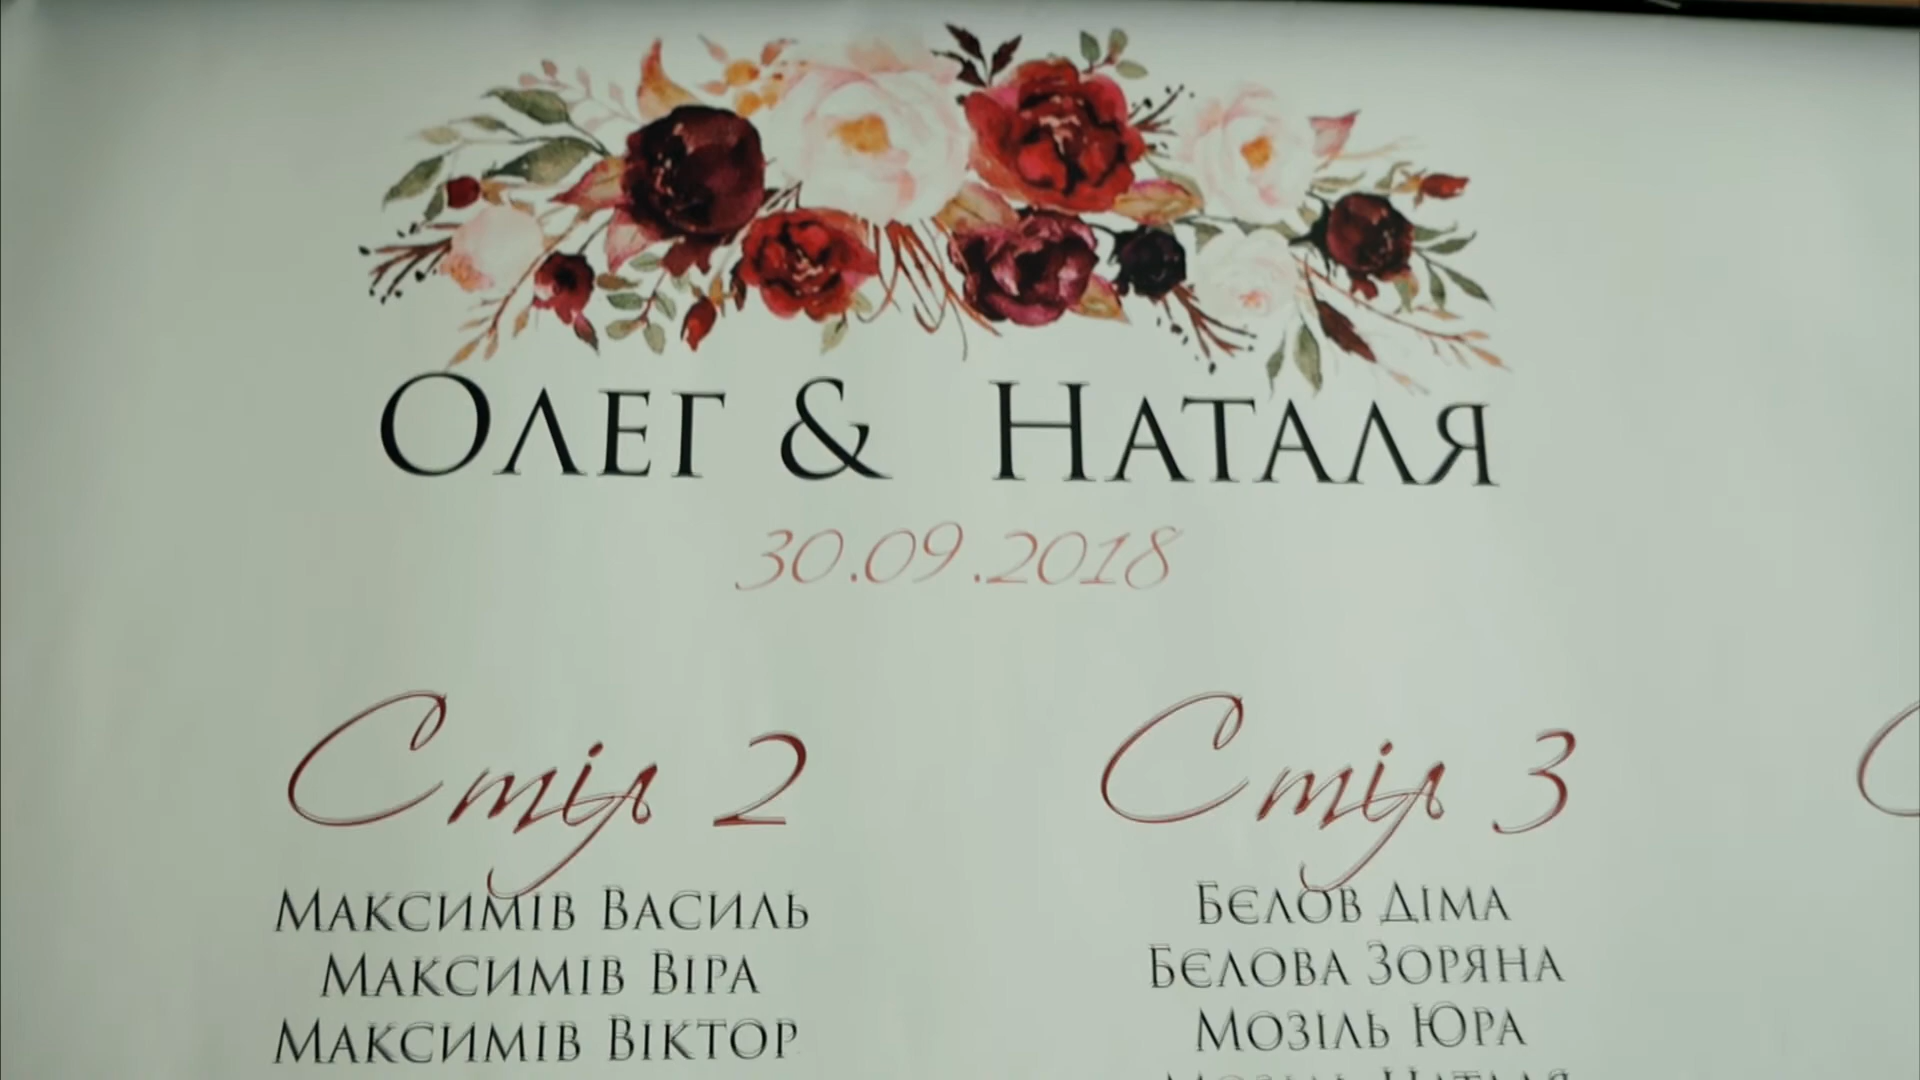 Олег & Наталя
30.09.2018
Стіл 2
Максимів Василь
Максимів Віра
Максимів Віктор
Стіл 3
Бєлов Діма
Бєлова Зоряна
Мозіль Юра